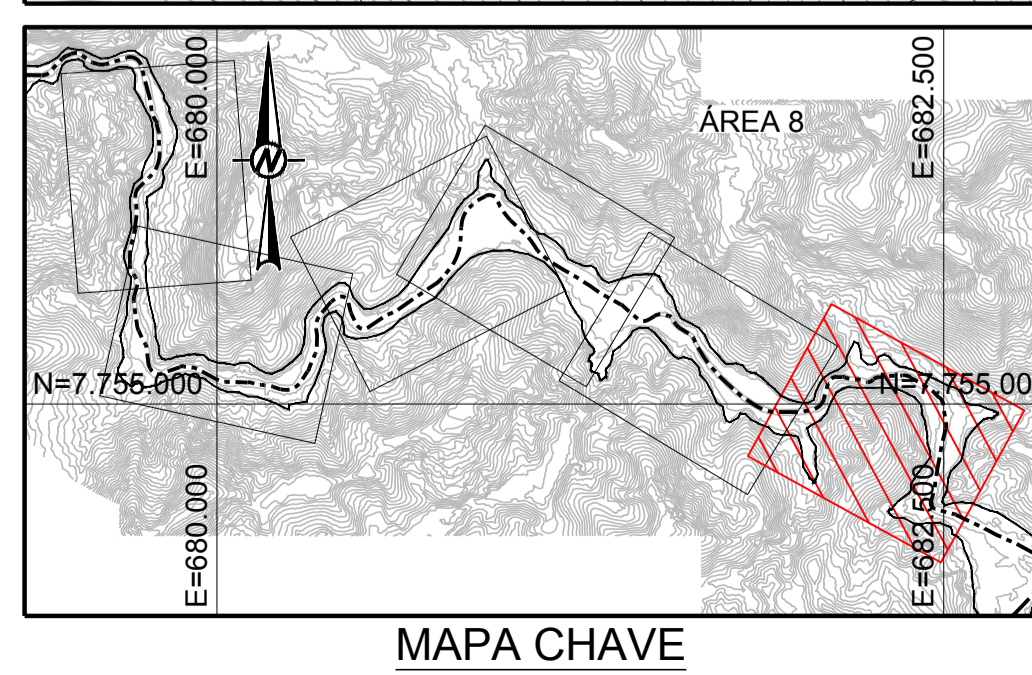 E=680.000
E=682.500
ÁREA 8
N
N=7.755.000
N=7.755.00
E=680.000
E=682.500
MAPA CHAVE